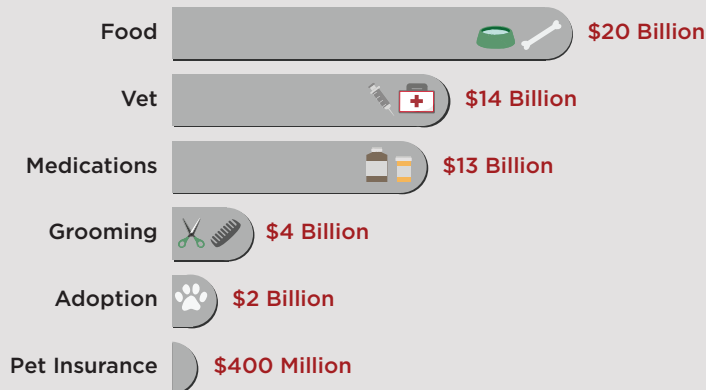 Food $20 Billion
Vet $14 Billion
Medications $13 Billion
Grooming $4 Billion
Adoption $2 Billion
Pet Insurance $400 Million